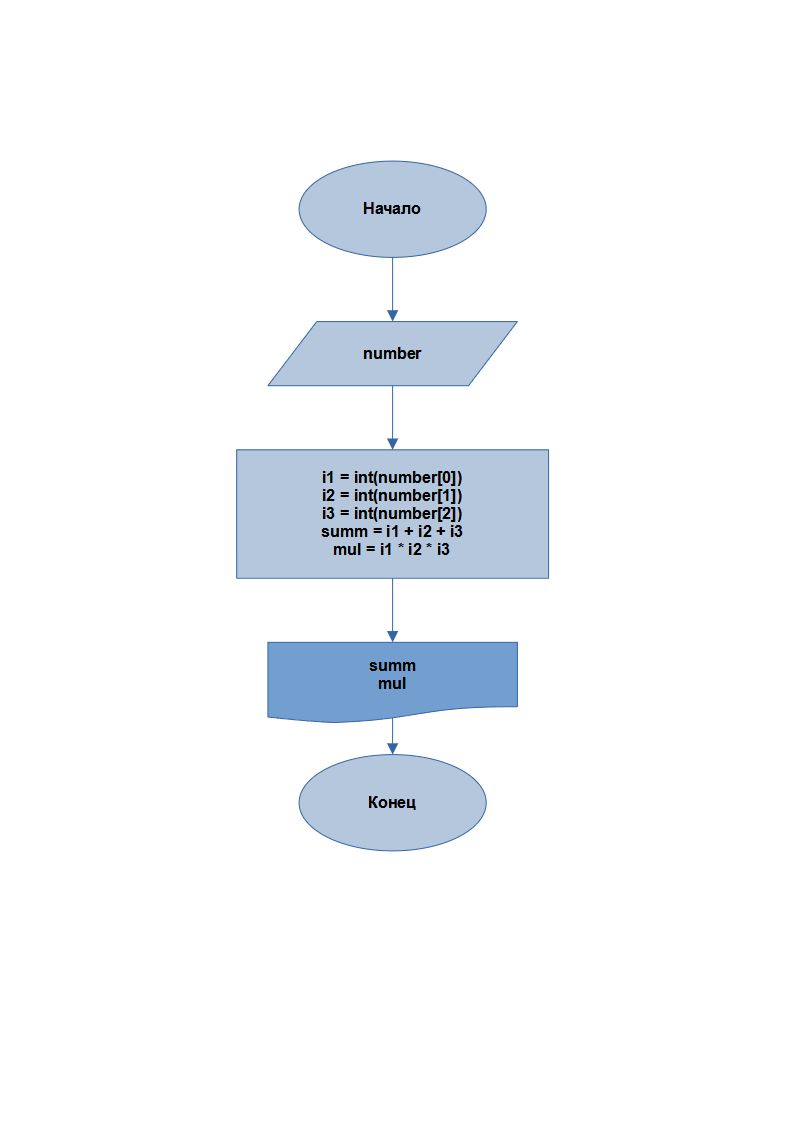 Начало
number
i1 = int(number[0])
i2 = int(number[1])
i3 = int(number[2])
summ = i1 + i2 + i3
mul = i1 * i2 * i3
summ
mul
Конец